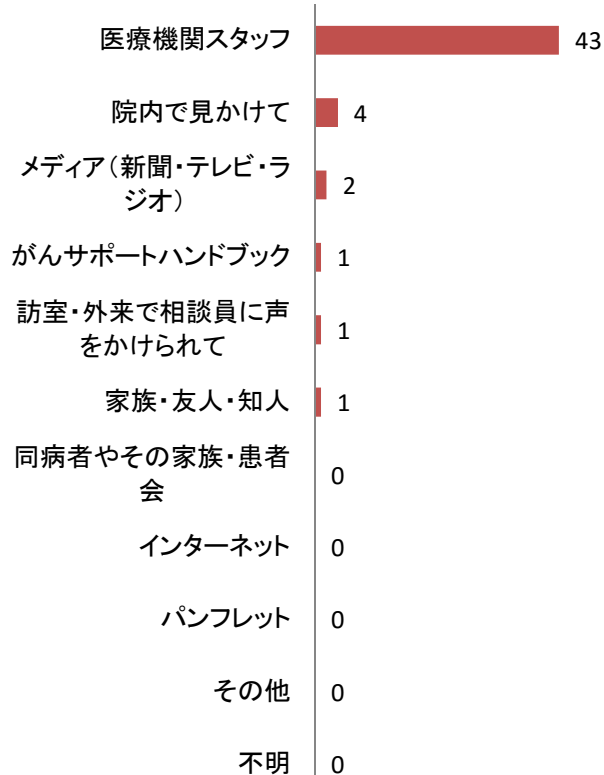 医療機関スタッフ 43
院内で見かけて 4
メディア（新聞・テレビ・ラ
ジオ） 2
がんサポートハンドブック 1
訪室・外来で相談員に声
をかけられて 1
家族・友人・知人 1
同病者やその家族・患者
会 0
インターネット 0
パンフレット 0
その他 0
不明 0